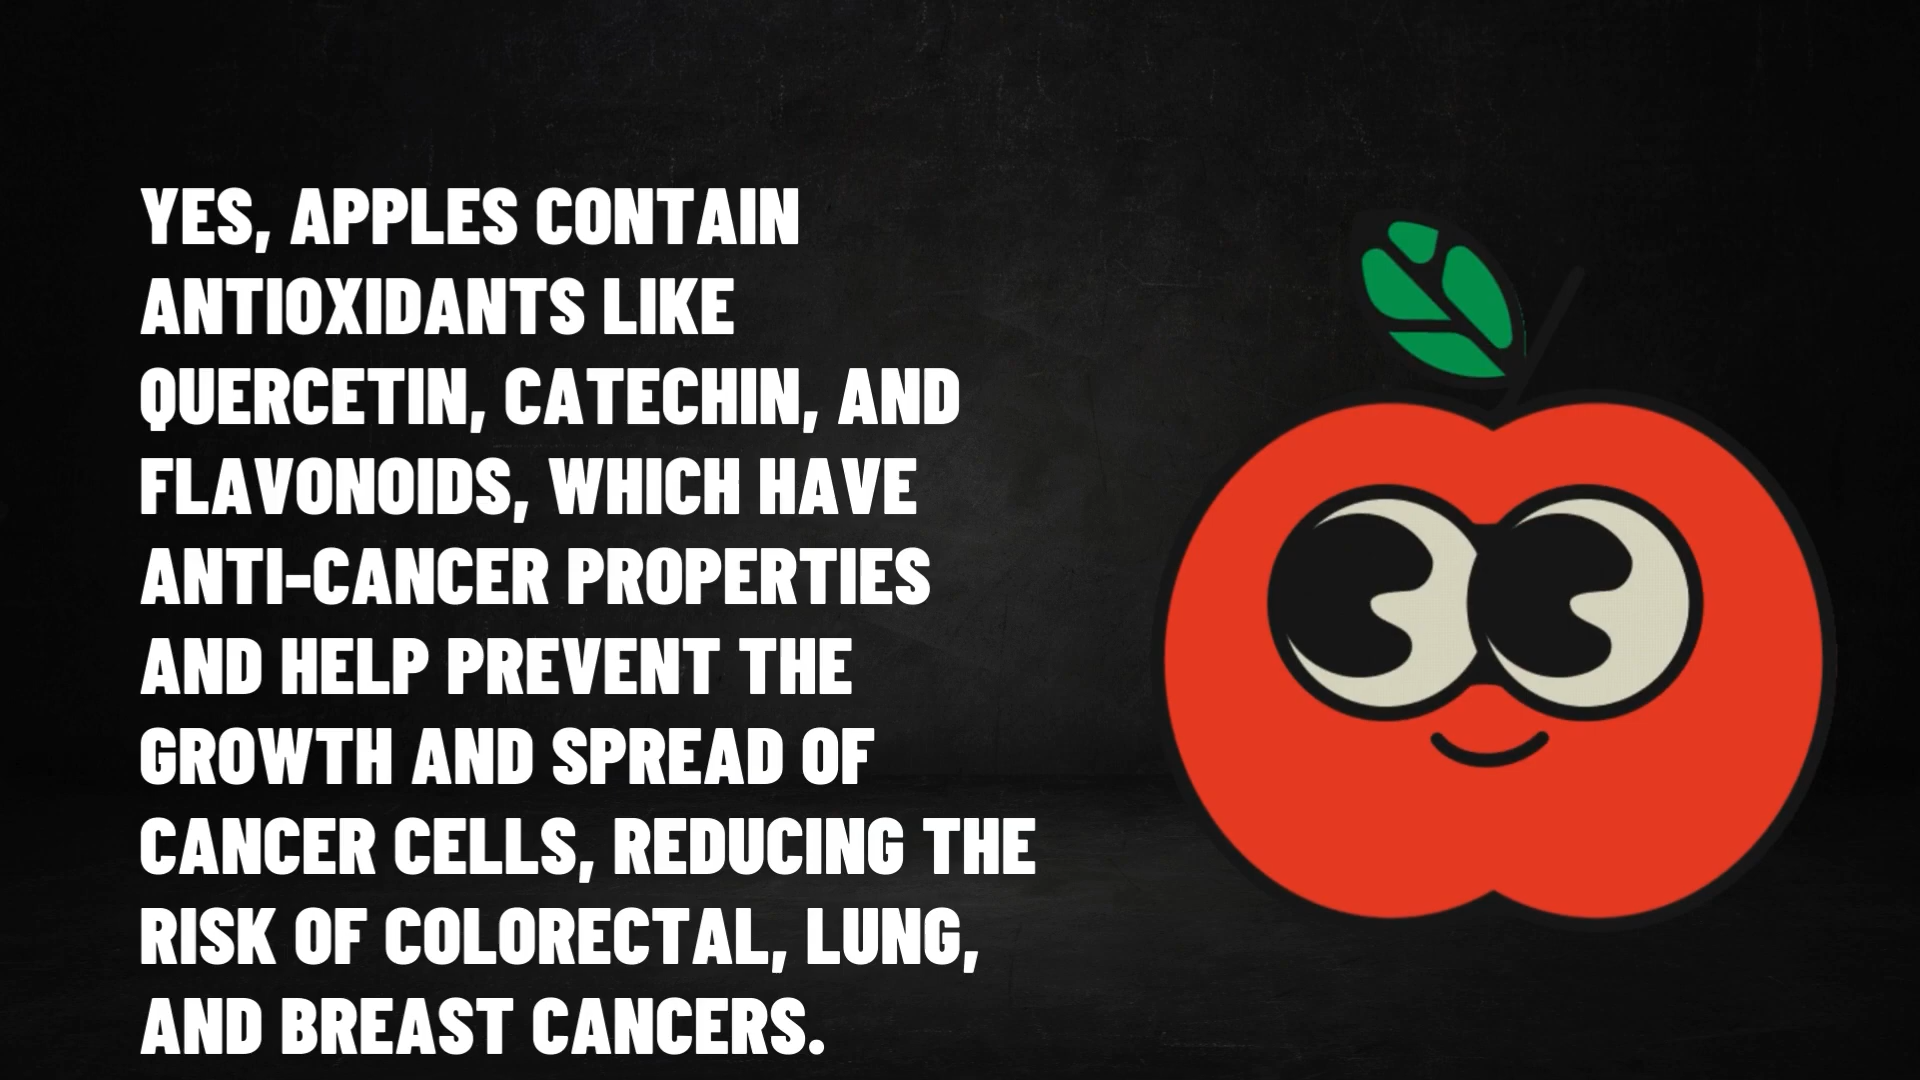 YES, APPLES CONTAIN
ANTIOXIDANTS LIKE
QUERCETIN, CATECHIN, AND
FLAVONOIDS, WHICH HAVE
ANTI-CANCER PROPERTIES
AND HELP PREVENT THE
GROWTH AND SPREAD OF
CANCER CELLS, REDUCING THE
RISK OF COLORECTAL, LUNG,
AND BREAST CANCERS.